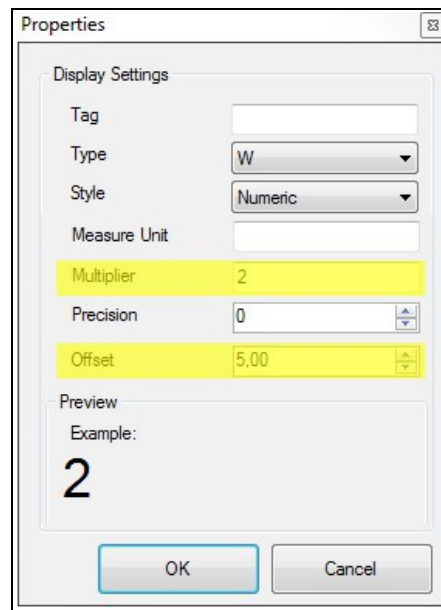 Properties
Display Settings
Tag
Type W
Style Numeric
Measure Unit
Multiplier 2
Precision 0
Offset 5,00
Preview
Example:
2
OK Cancel